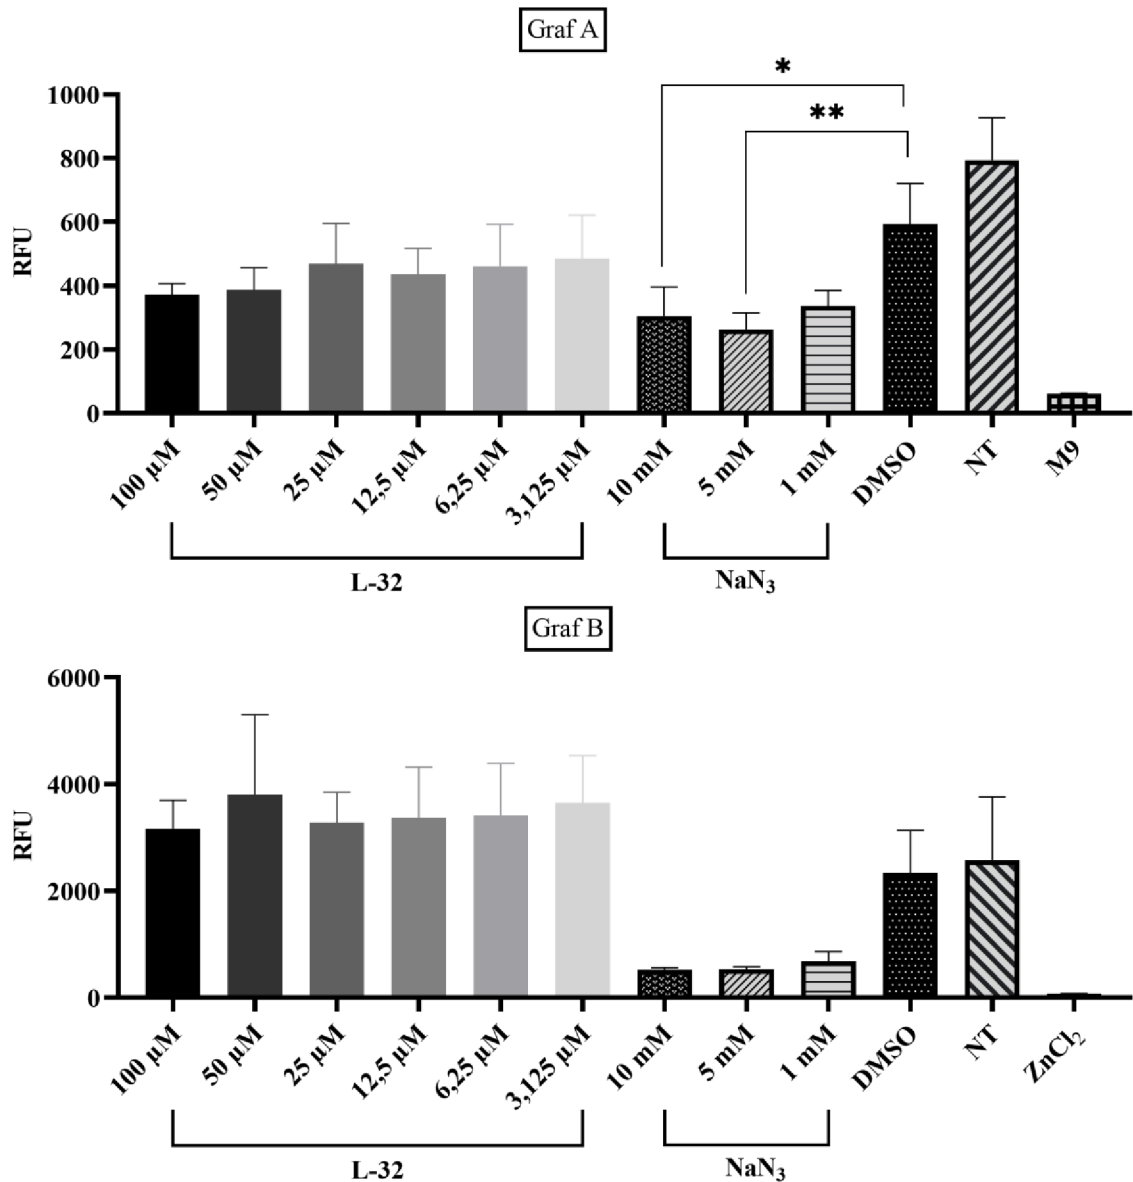 Graf A
*
**
1000
800
600
400
200
0
RFU
100 µM
50 µM
25 µM
12,5 µM
6,25 µM
3,125 µM
10 mM
5 mM
1 mM
DMSO
NT
M9
L-32
NaN₃
Graf B
6000
4000
2000
0
RFU
100 µM
50 µM
25 µM
12,5 µM
6,25 µM
3,125 µM
10 mM
5 mM
1 mM
DMSO
NT
ZnCl₂
L-32
NaN₃